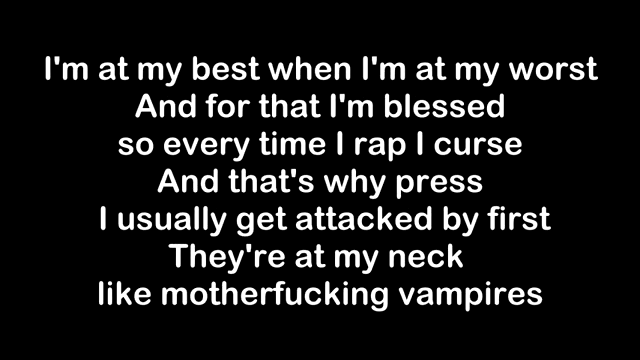 I'm at my best when I'm at my worst
And for that I'm blessed
so every time I rap I curse
And that's why press
I usually get attacked by first
They're at my neck
like motherfucking vampires